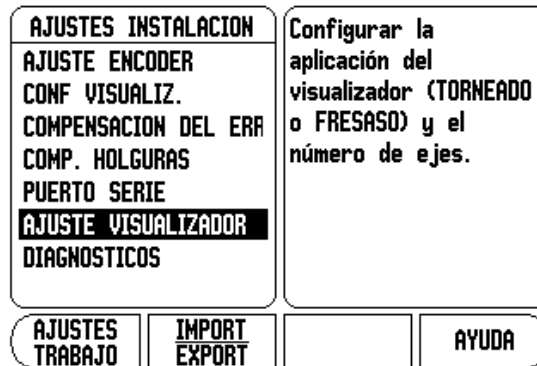 AJUSTES INSTALACION
AJUSTE ENCODER
CONF VISUALIZ.
COMPENSACION DEL ERR
COMP. HOLGURAS
PUERTO SERIE
AJUSTE VISUALIZADOR
DIAGNOSTICOS
Configurar la
aplicación del
visualizador (TORNEADO
o FRESASO) y el
número de ejes.
AJUSTES
TRABAJO
IMPORT
EXPORT
AYUDA